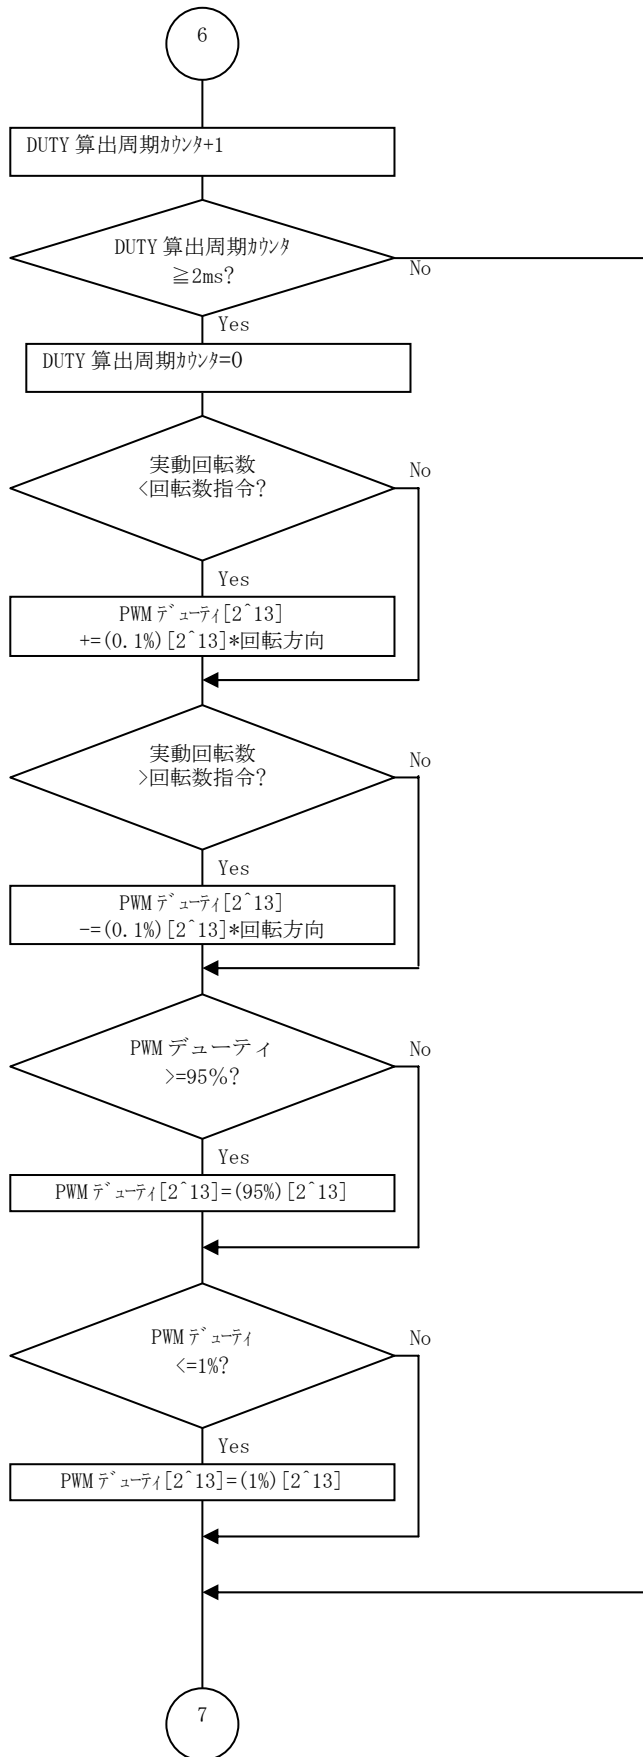 6
DUTY 算出周期ｶｳﾝﾀ+1
DUTY 算出周期ｶｳﾝﾀ
≧2ms?
No
Yes
DUTY 算出周期ｶｳﾝﾀ=0
実動回転数
<回転数指令?
No
Yes
PWM ﾃﾞｭｰﾃｨ[2^13]
+=(0.1%)[2^13]*回転方向
実動回転数
>回転数指令?
No
Yes
PWM ﾃﾞｭｰﾃｨ[2^13]
-=(0.1%)[2^13]*回転方向
PWM デューティ
>=95%?
No
Yes
PWM ﾃﾞｭｰﾃｨ[2^13]=(95%)[2^13]
PWM ﾃﾞｭｰﾃｨ
<=1%?
No
Yes
PWM ﾃﾞｭｰﾃｨ[2^13]=(1%)[2^13]
7